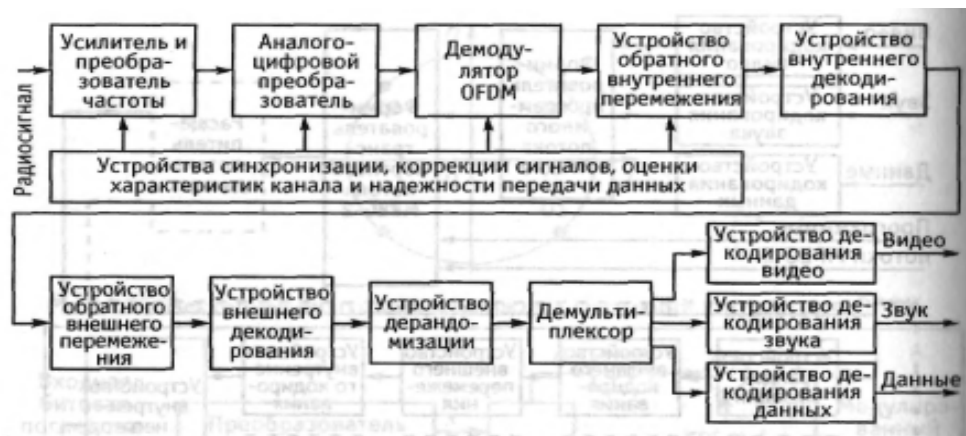 Радиосигнал
Усилитель и
преобра-
зователь
частоты
Аналого-
цифровой
преобра-
зователь
Демоду-
лятор
OFDM
Устройство
обратного
внутреннего
перемежения
Устройство
внутреннего
декоди-
рования
Устройства синхронизации, коррекции сигналов, оценки
характеристик канала и надежности передачи данных
Устройство
обратного
внешнего
перемеже-
ния
Устройство
внешнего
декоди-
рования
Устройство
дерандо-
мизации
Демульти-
плексор
Устройство де-
кодирования
видео
Видео
Устройство де-
кодирования
звука
Звук
Устройство де-
кодирования
данных
Данные